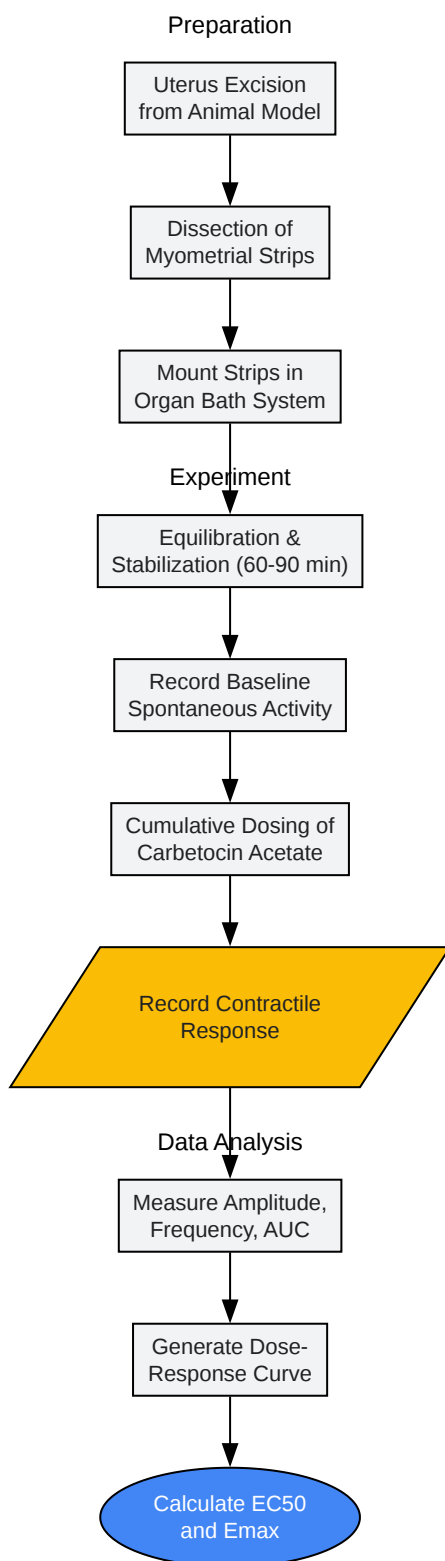 Preparation
Uterus Excision
from Animal Model
Dissection of
Myometrial Strips
Mount Strips in
Organ Bath System
Experiment
Equilibration &
Stabilization (60-90 min)
Record Baseline
Spontaneous Activity
Cumulative Dosing of
Carbetocin Acetate
Record Contractile
Response
Data Analysis
Measure Amplitude,
Frequency, AUC
Generate Dose-
Response Curve
Calculate EC50
and Emax